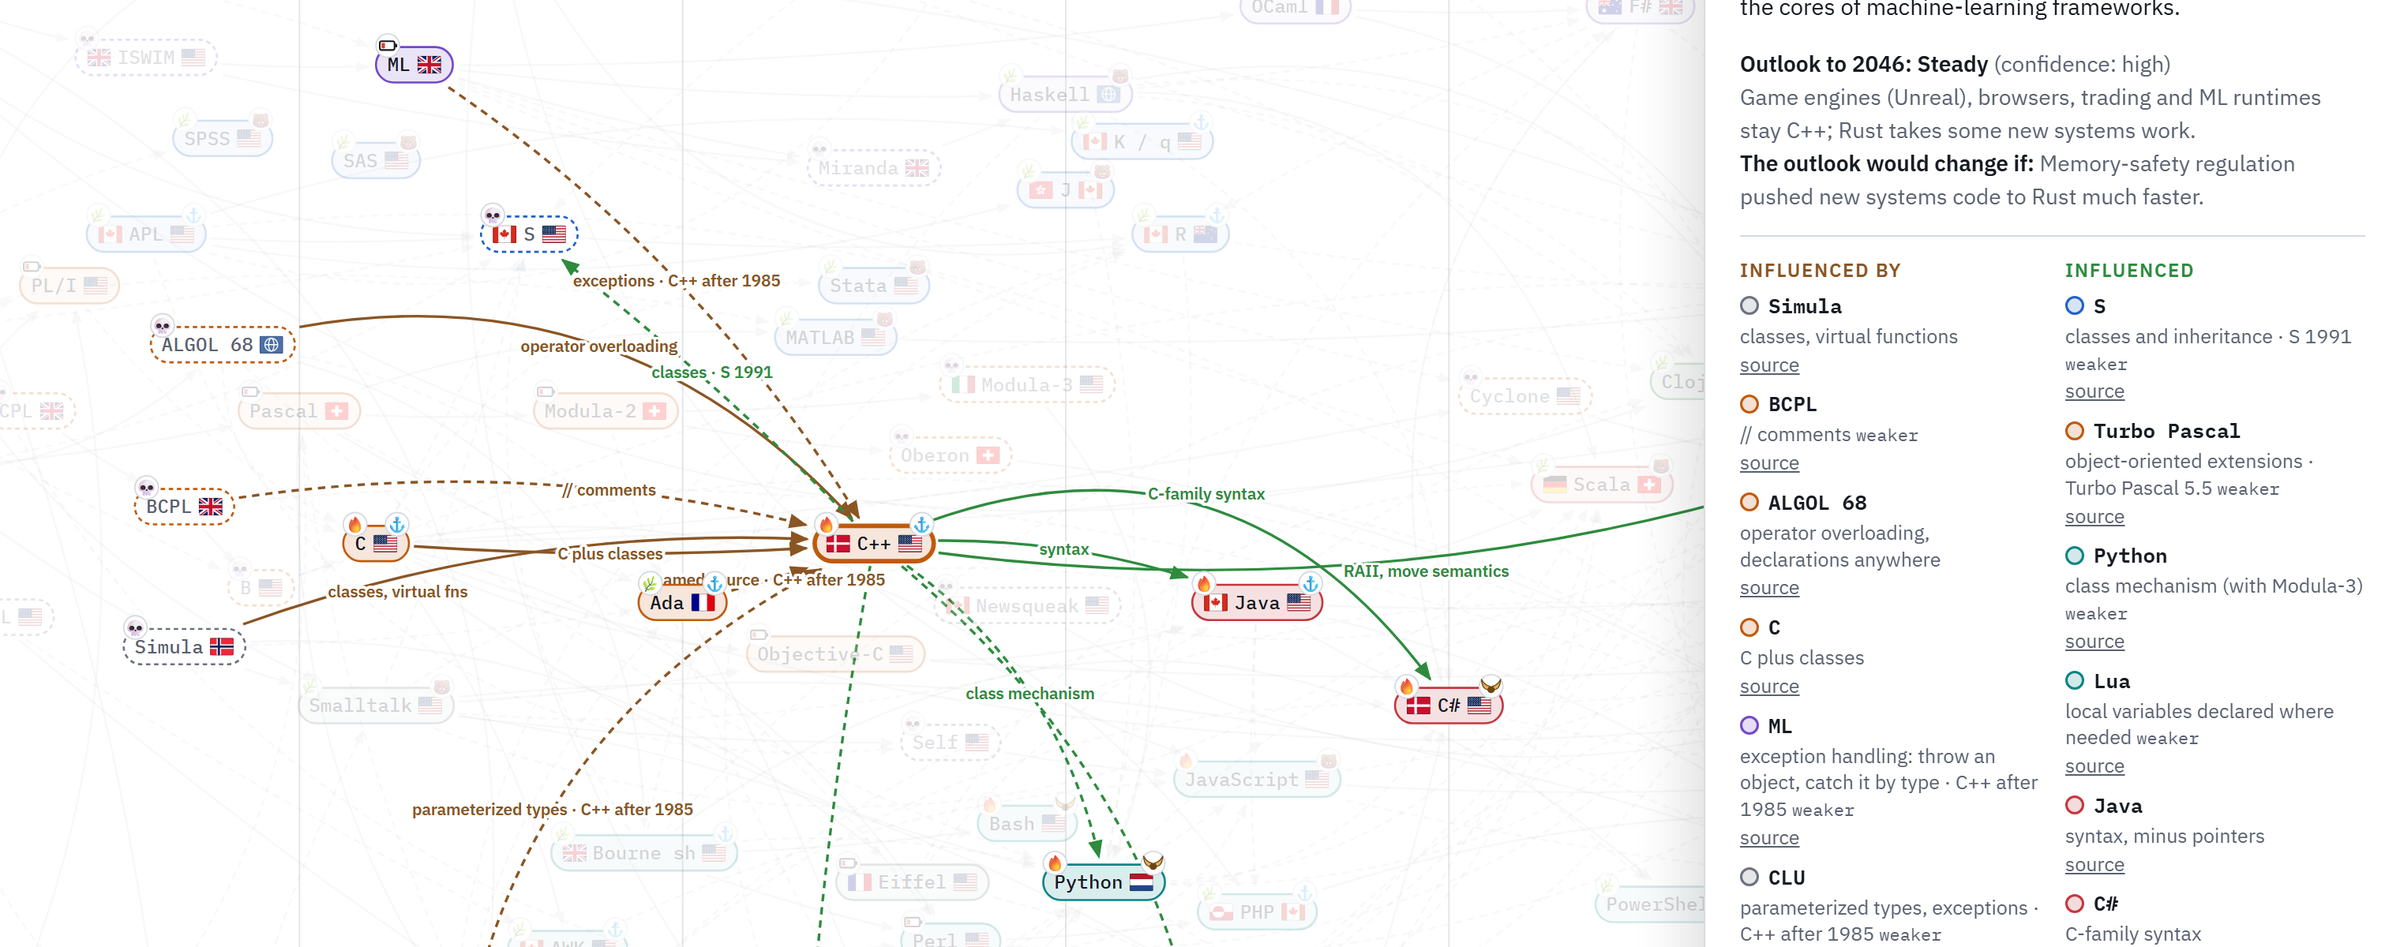 OCaml
F#
ISWIM
ML
Haskell
SPSS
SAS
K / q
Miranda
J
APL
S
R
PL/I
exceptions · C++ after 1985
Stata
ALGOL 68
operator overloading
MATLAB
classes · S 1991
Modula-3
Cyclone
Cloj
CPL
Pascal
Modula-2
Oberon
Scala
BCPL
// comments
C-family syntax
C
C plus classes
C++
syntax
RAII, move semantics
B
classes, virtual fns
amed
urce · C++ after 1985
Ada
Newsqueak
Java
L
Simula
Objective-C
class mechanism
Smalltalk
C#
Self
JavaScript
parameterized types · C++ after 1985
Bash
Bourne sh
Eiffel
Python
PHP
PowerShel
AWK
Perl
the cores of machine-learning frameworks.
Outlook to 2046: Steady (confidence: high)
Game engines (Unreal), browsers, trading and ML runtimes
stay C++; Rust takes some new systems work.
The outlook would change if: Memory-safety regulation
pushed new systems code to Rust much faster.
INFLUENCED BY
Simula
classes, virtual functions
source
BCPL
// comments weaker
source
ALGOL 68
operator overloading,
declarations anywhere
source
C
C plus classes
source
ML
exception handling: throw an
object, catch it by type · C++ after
1985 weaker
source
CLU
parameterized types, exceptions ·
C++ after 1985 weaker
INFLUENCED
S
classes and inheritance · S 1991
weaker
source
Turbo Pascal
object-oriented extensions ·
Turbo Pascal 5.5 weaker
source
Python
class mechanism (with Modula-3)
weaker
source
Lua
local variables declared where
needed weaker
source
Java
syntax, minus pointers
source
C#
C-family syntax